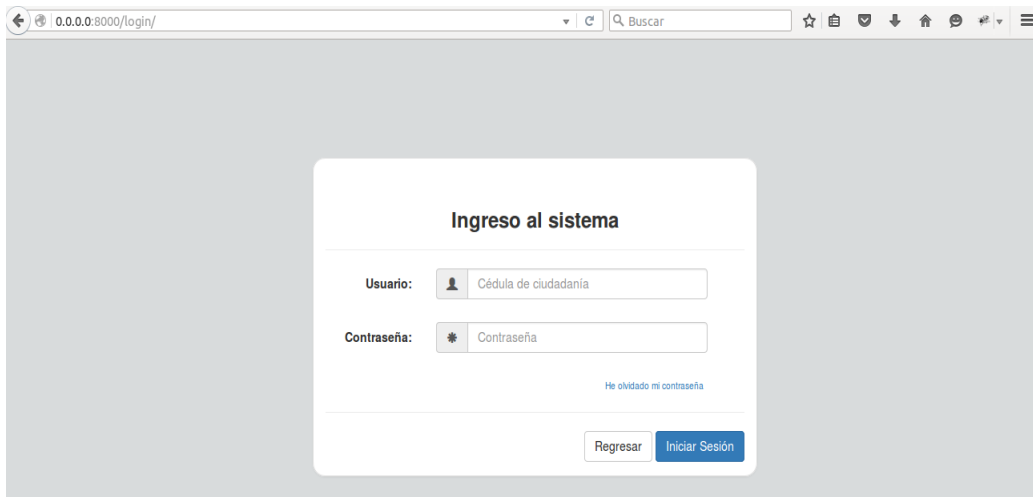 0.0.0.0:8000/login/
Buscar
Ingreso al sistema
Usuario:
Cédula de ciudadanía
Contraseña:
Contraseña
He olvidado mi contraseña
Regresar
Iniciar Sesión